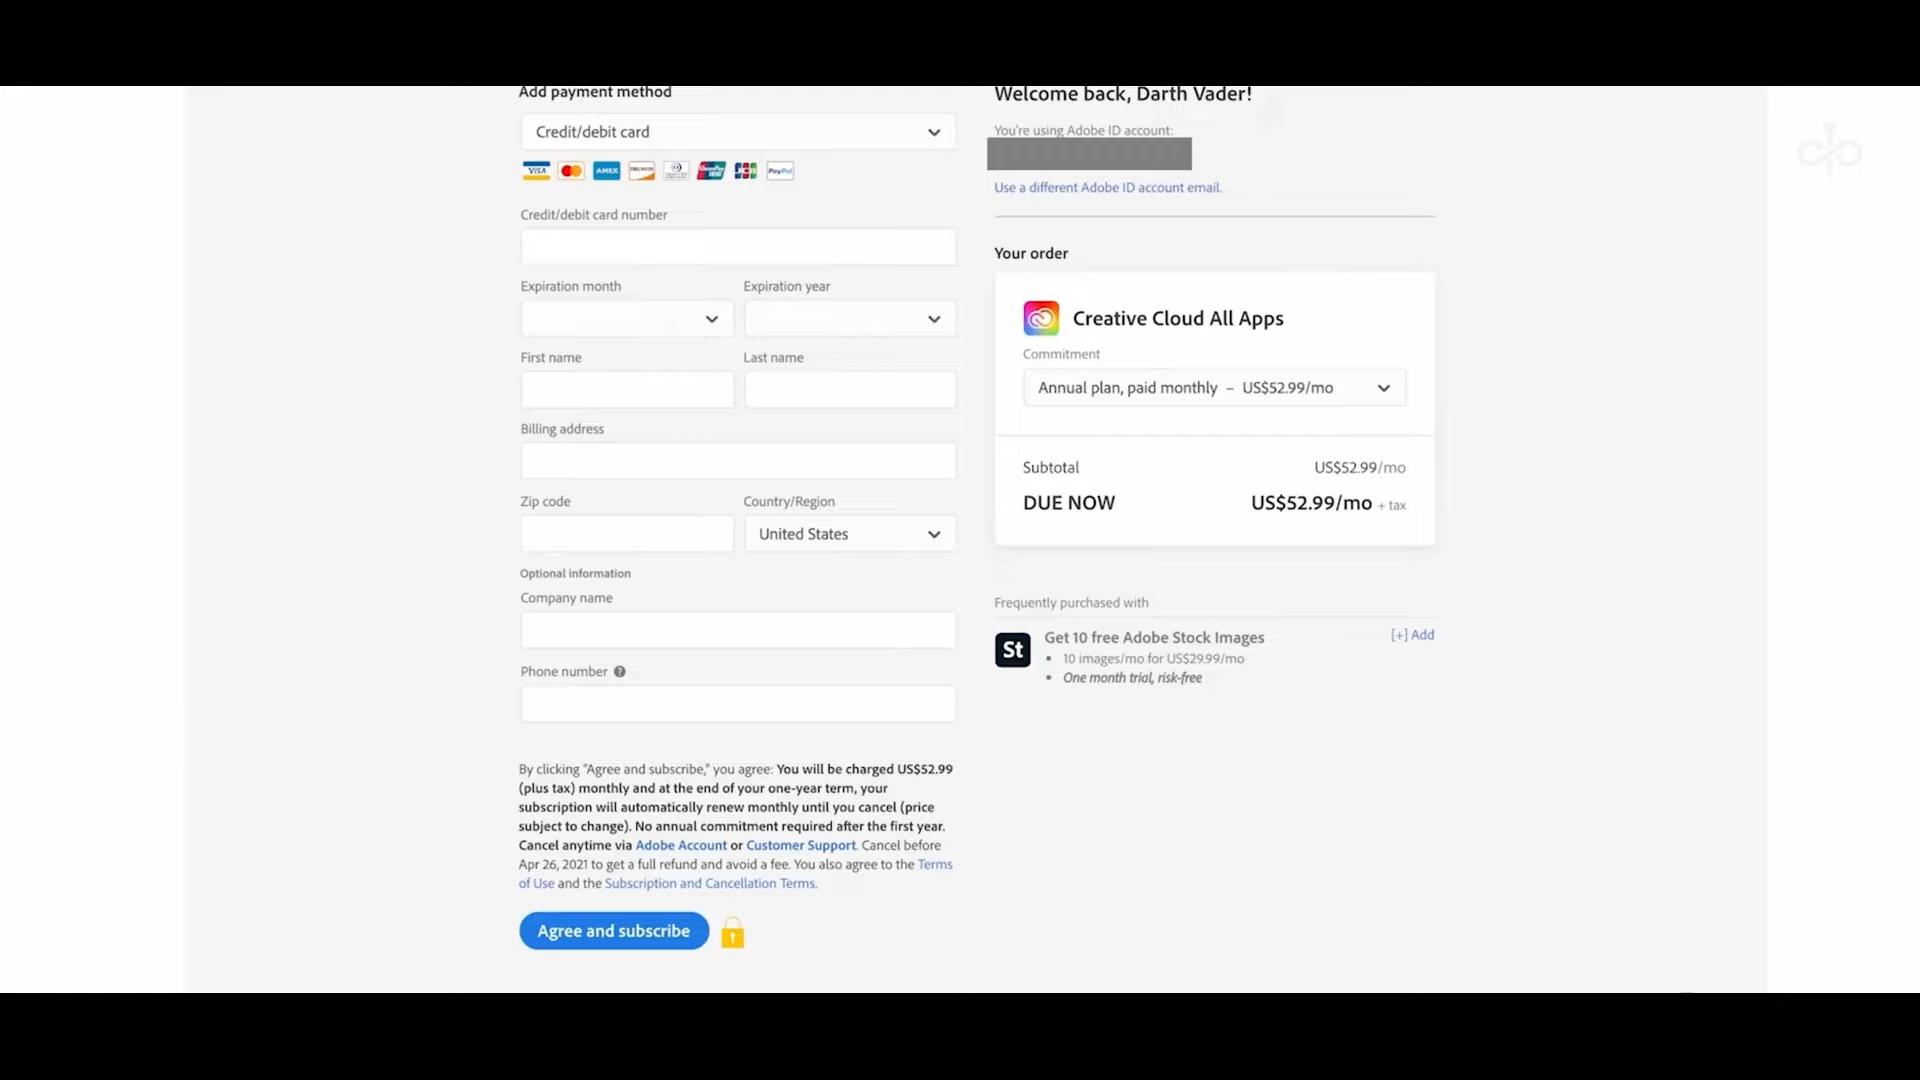 Add payment method
Credit/debit card
VISA
AMEX
DISCOVER
JCB
PayPal
Credit/debit card number
Expiration month
Expiration year
First name
Last name
Billing address
Zip code
Country/Region
United States
Optional information
Company name
Phone number ?
By clicking "Agree and subscribe," you agree: You will be charged US$52.99
(plus tax) monthly and at the end of your one-year term, your
subscription will automatically renew monthly until you cancel (price
subject to change). No annual commitment required after the first year.
Cancel anytime via Adobe Account or Customer Support. Cancel before
Apr 26, 2021 to get a full refund and avoid a fee. You also agree to the Terms
of Use and the Subscription and Cancellation Terms.
Agree and subscribe
Welcome back, Darth Vader!
You're using Adobe ID account:
Use a different Adobe ID account email.
Your order
Creative Cloud All Apps
Commitment
Annual plan, paid monthly – US$52.99/mo
Subtotal US$52.99/mo
DUE NOW US$52.99/mo + tax
Frequently purchased with
St
Get 10 free Adobe Stock Images
[+] Add
• 10 images/mo for US$29.99/mo
• One month trial, risk-free